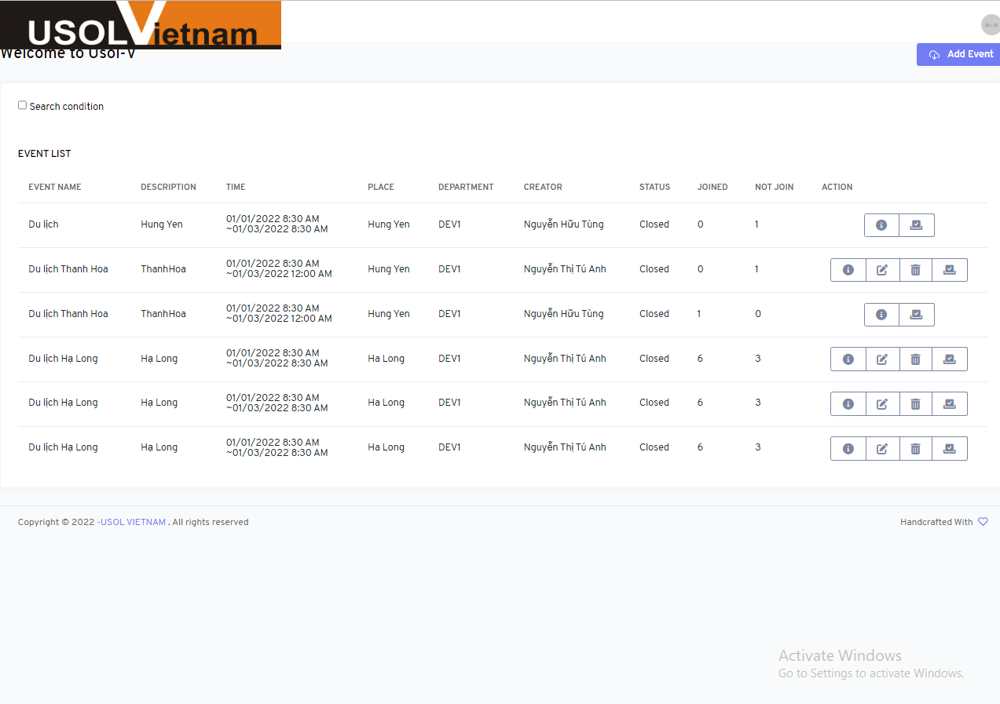 USOL Vietnam
Welcome to Usol-V
Add Event
Search condition
EVENT LIST
EVENT NAME DESCRIPTION TIME PLACE DEPARTMENT CREATOR STATUS JOINED NOT JOIN ACTION
Du lịch Hung Yen 01/01/2022 8:30 AM Hung Yen DEV1 Nguyễn Hữu Tùng Closed 0 1
~01/03/2022 8:30 AM
Du lịch Thanh Hoa ThanhHoa 01/01/2022 8:30 AM Hung Yen DEV1 Nguyễn Thị Tú Anh Closed 0 1
~01/03/2022 12:00 AM
Du lịch Thanh Hoa ThanhHoa 01/01/2022 8:30 AM Hung Yen DEV1 Nguyễn Hữu Tùng Closed 1 0
~01/03/2022 12:00 AM
Du lịch Hạ Long Hạ Long 01/01/2022 8:30 AM Ha Long DEV1 Nguyễn Thị Tú Anh Closed 6 3
~01/03/2022 8:30 AM
Du lịch Hạ Long Hạ Long 01/01/2022 8:30 AM Ha Long DEV1 Nguyễn Thị Tú Anh Closed 6 3
~01/03/2022 8:30 AM
Du lịch Hạ Long Hạ Long 01/01/2022 8:30 AM Ha Long DEV1 Nguyễn Thị Tú Anh Closed 6 3
~01/03/2022 8:30 AM
Copyright © 2022 -USOL VIETNAM . All rights reserved
Handcrafted With
Activate Windows
Go to Settings to activate Windows.